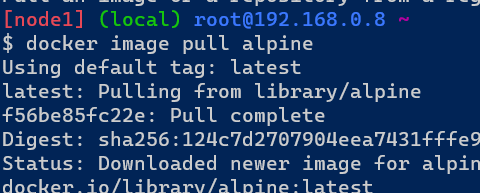 [node1] (local) root@192.168.0.8 ~
$ docker image pull alpine
Using default tag: latest
latest: Pulling from library/alpine
f56be85fc22e: Pull complete
Digest: sha256:124c7d2707904eea7431fffe9
Status: Downloaded newer image for alpin
docker.io/library/alpine:latest